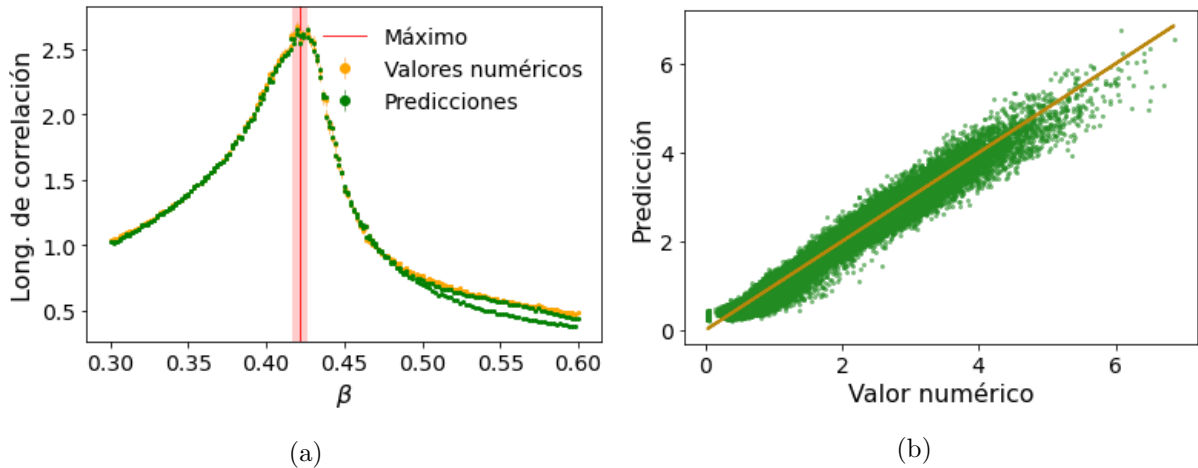 Long. de correlación
2.5
2.0
1.5
1.0
0.5
Máximo
Valores numéricos
Predicciones
0.30 0.35 0.40 0.45 0.50 0.55 0.60
β
(a)
Predicción
6
4
2
0
0 2 4 6
Valor numérico
(b)